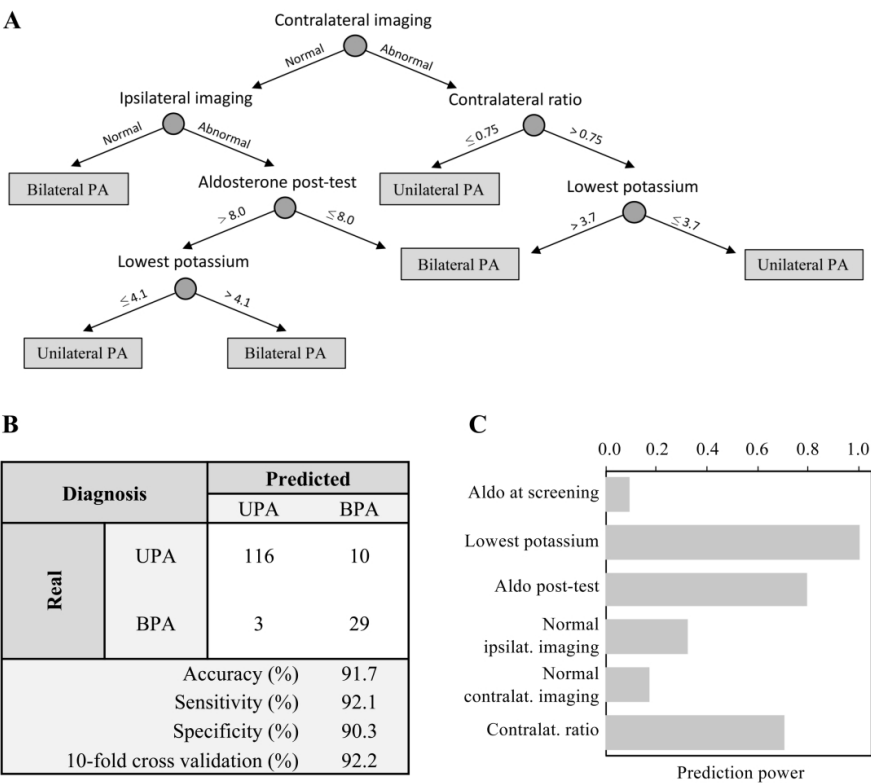 A
Contralateral imaging
Normal
Abnormal
Ipsilateral imaging
Contralateral ratio
Normal
Abnormal
≤ 0.75
> 0.75
Bilateral PA
Aldosterone post-test
Unilateral PA
Lowest potassium
> 8.0
≤8.0
> 3.7
≤3.7
Lowest potassium
Bilateral PA
Unilateral PA
≤ 4.1
> 4.1
Unilateral PA
Bilateral PA
B
Diagnosis
Predicted
UPA BPA
Real
UPA 116 10
BPA 3 29
Accuracy (%) 91.7
Sensitivity (%) 92.1
Specificity (%) 90.3
10-fold cross validation (%) 92.2
C
0.0 0.2 0.4 0.6 0.8 1.0
Aldo at screening
Lowest potassium
Aldo post-test
Normal
ipsilat. imaging
Normal
contralat. imaging
Contralat. ratio
Prediction power